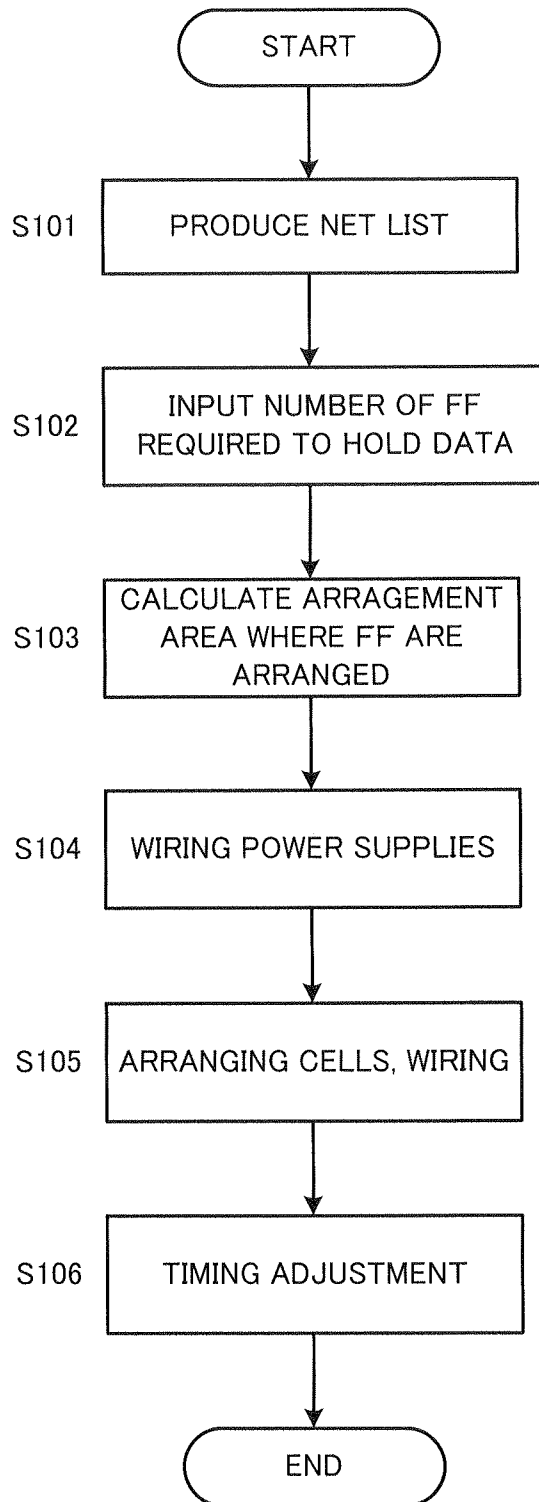 START
S101
PRODUCE NET LIST
S102
INPUT NUMBER OF FF
REQUIRED TO HOLD DATA
S103
CALCULATE ARRAGEMENT
AREA WHERE FF ARE
ARRANGED
S104
WIRING POWER SUPPLIES
S105
ARRANGING CELLS, WIRING
S106
TIMING ADJUSTMENT
END